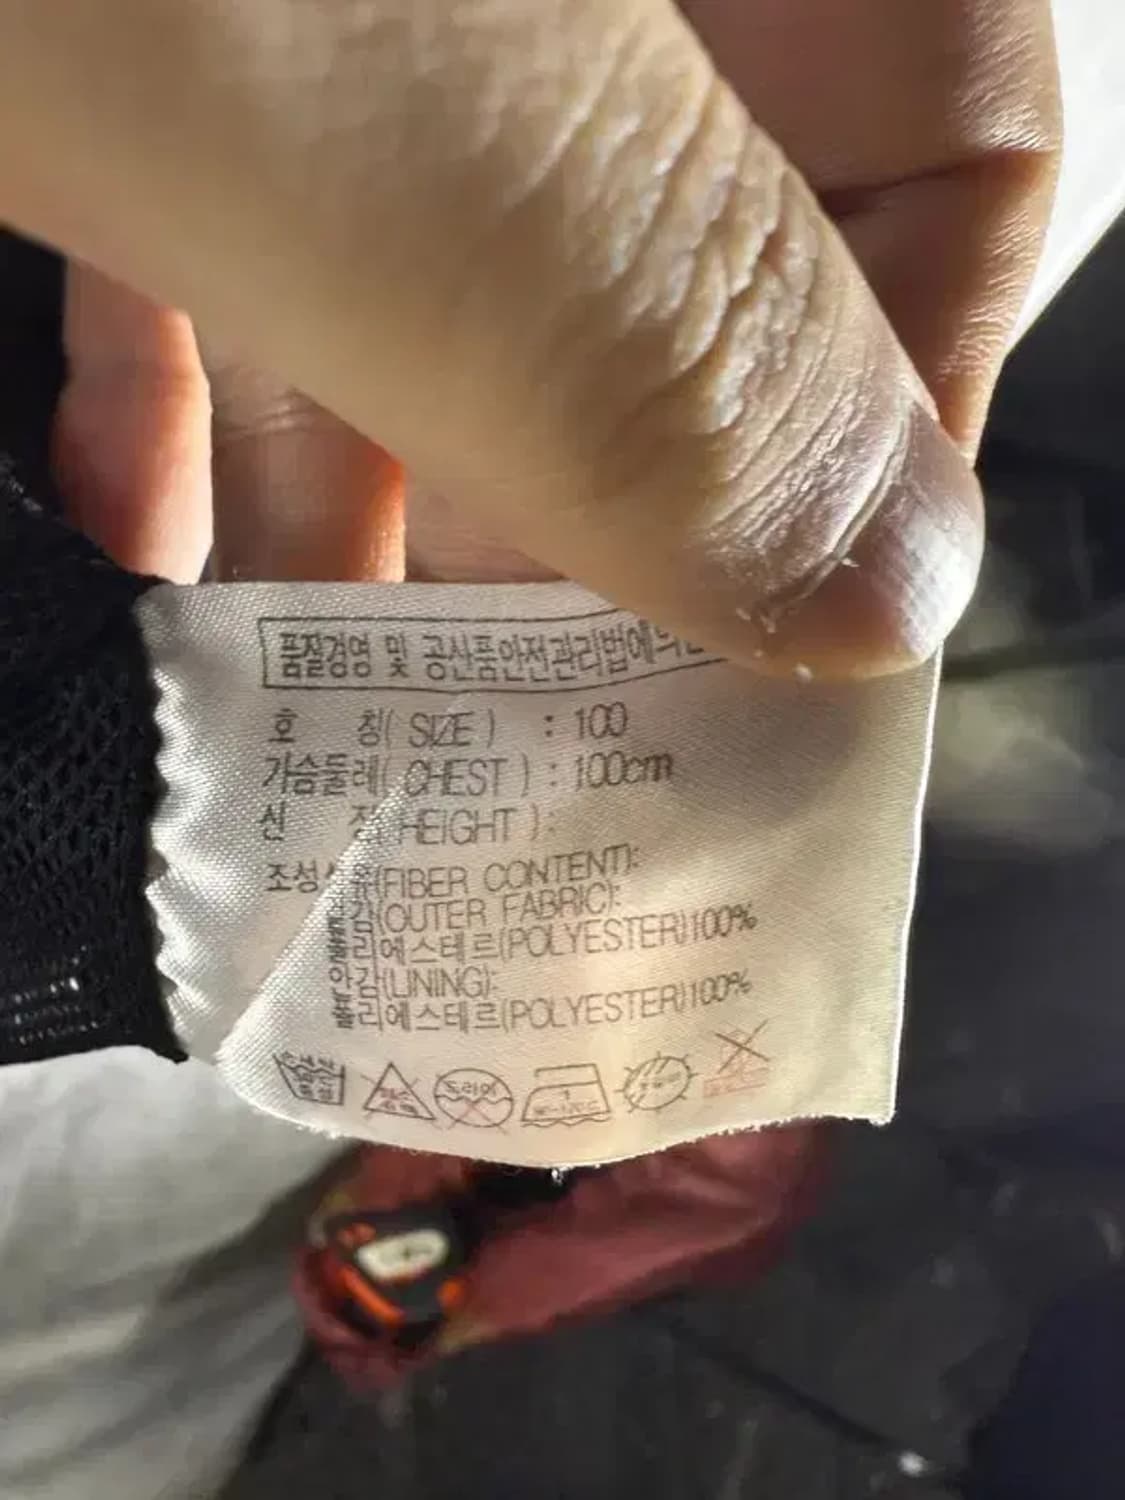 품질경영 및 공산품안전관리법에의한
호 칭( SIZE ) : 100
가슴둘레( CHEST ) : 100cm
신 장( HEIGHT ):
조성섬유(FIBER CONTENT):
겉감(OUTER FABRIC):
폴리에스테르(POLYESTER)100%
안감(LINING):
폴리에스테르(POLYESTER)100%
드라이